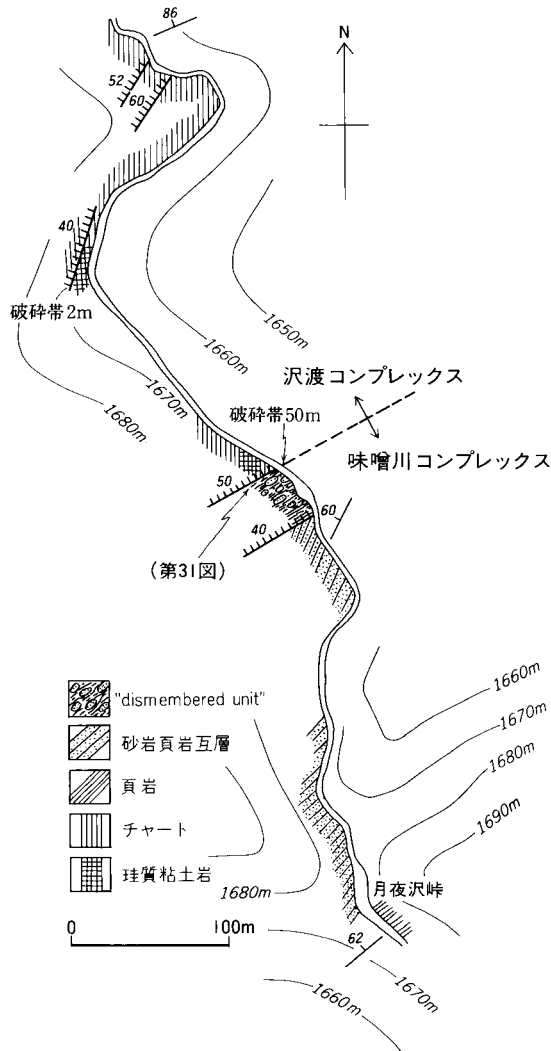 86
N
52
60
40
破砕帯2m
1650m
1660m
1670m
1680m
沢渡コンプレックス
破砕帯50m
味噌川コンプレックス
50
60
40
(第31図)
1660m
1670m
1680m
1690m
"dismembered unit"
砂岩頁岩互層
頁岩
チャート
珪質粘土岩
1680m
月夜沢峠
0 100m
62
1670m
1660m